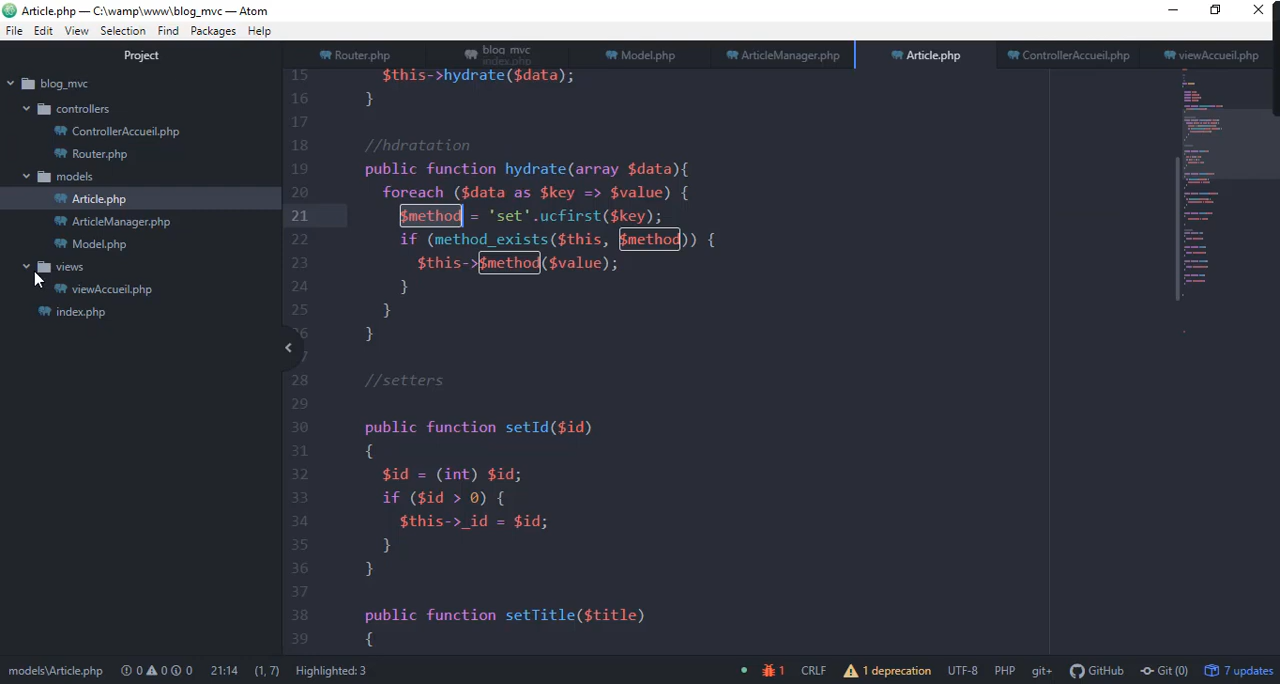 Article.php — C:\wamp\www\blog_mvc — Atom
File Edit View Selection Find Packages Help
Project
Router.php
blog_mvc
index.php
Model.php
ArticleManager.php
Article.php
ControllerAccueil.php
viewAccueil.php
blog_mvc
controllers
ControllerAccueil.php
Router.php
models
Article.php
ArticleManager.php
Model.php
views
viewAccueil.php
index.php
15 $this->hydrate($data);
16 }
17
18 //hdratation
19 public function hydrate(array $data){
20 foreach ($data as $key => $value) {
21 $method = 'set'.ucfirst($key);
22 if (method_exists($this, $method)) {
23 $this->$method($value);
24 }
25 }
26 }
27
28 //setters
29
30 public function setId($id)
31 {
32 $id = (int) $id;
33 if ($id > 0) {
34 $this->_id = $id;
35 }
36 }
37
38 public function setTitle($title)
39 {
models\Article.php 0 0 0 21:14 (1, 7) Highlighted: 3 1 CRLF 1 deprecation UTF-8 PHP git+ GitHub Git (0) 7 updates